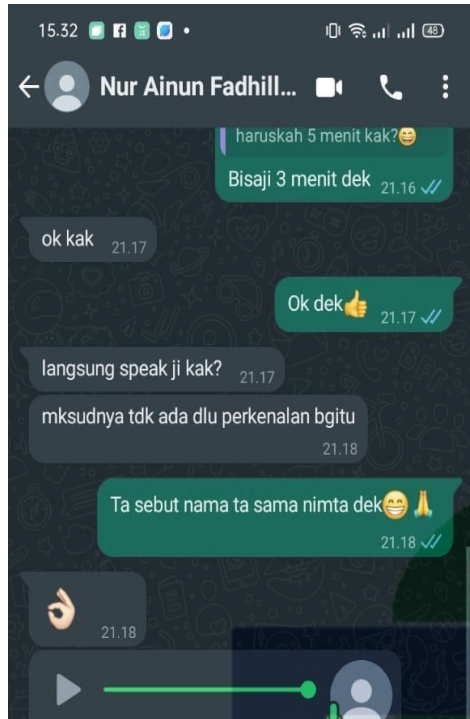 15.32
48
Nur Ainun Fadhill...
haruskah 5 menit kak?😄
Bisaji 3 menit dek 21.16
ok kak 21.17
Ok dek👍 21.17
langsung speak ji kak? 21.17
mksudnya tdk ada dlu perkenalan bgitu
21.18
Ta sebut nama ta sama nimta dek😁🙏
21.18
👌🏻 21.18